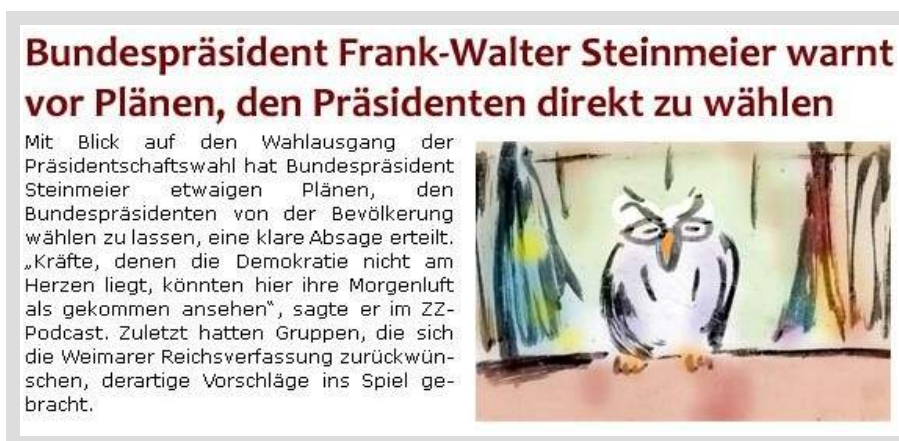 Bundespräsident Frank-Walter Steinmeier warnt
vor Plänen, den Präsidenten direkt zu wählen
Mit Blick auf den Wahlausgang der
Präsidentschaftswahl hat Bundespräsident
Steinmeier etwaigen Plänen, den
Bundespräsidenten von der Bevölkerung
wählen zu lassen, eine klare Absage erteilt.
„Kräfte, denen die Demokratie nicht am
Herzen liegt, könnten hier ihre Morgenluft
als gekommen ansehen“, sagte er im ZZ-
Podcast. Zuletzt hatten Gruppen, die sich
die Weimarer Reichsverfassung zurückwün-
schen, derartige Vorschläge ins Spiel ge-
bracht.